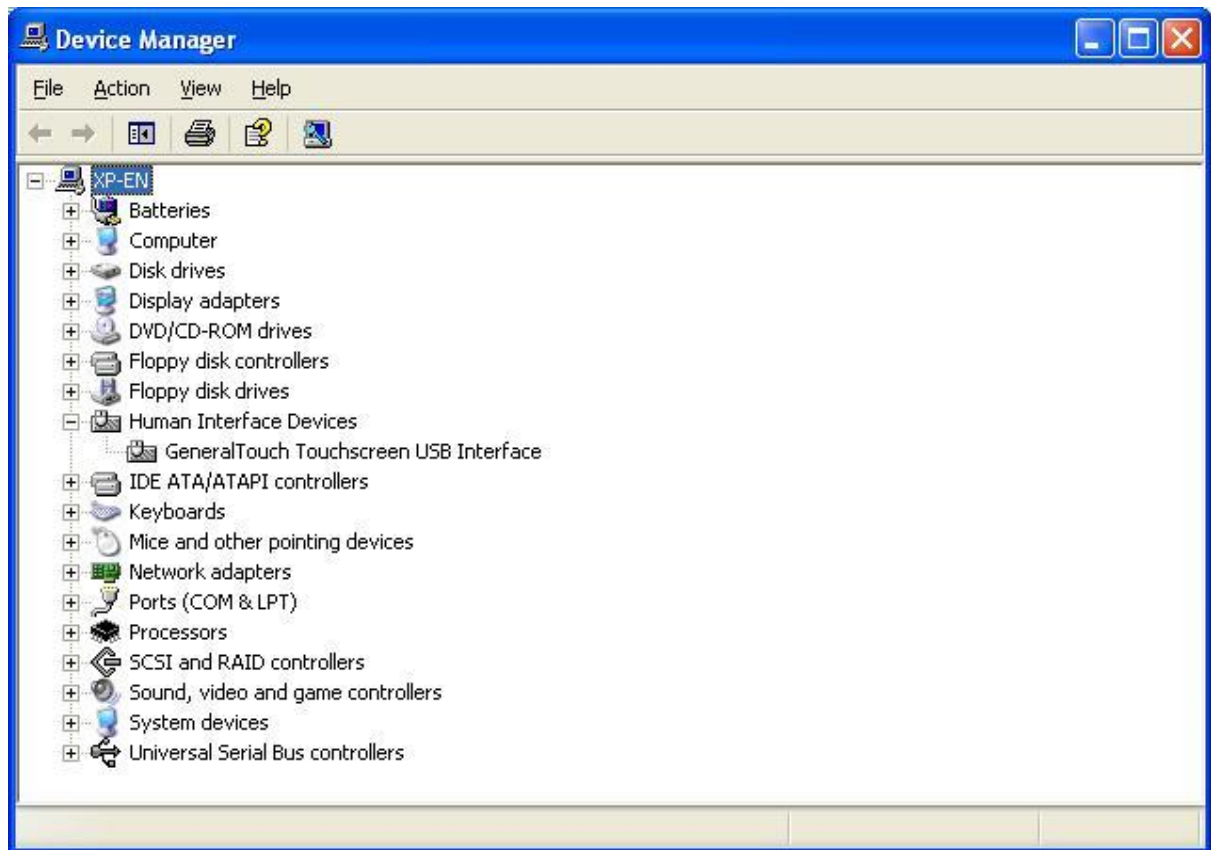 Device Manager
File Action View Help
XP-EN
Batteries
Computer
Disk drives
Display adapters
DVD/CD-ROM drives
Floppy disk controllers
Floppy disk drives
Human Interface Devices
GeneralTouch Touchscreen USB Interface
IDE ATA/ATAPI controllers
Keyboards
Mice and other pointing devices
Network adapters
Ports (COM & LPT)
Processors
SCSI and RAID controllers
Sound, video and game controllers
System devices
Universal Serial Bus controllers